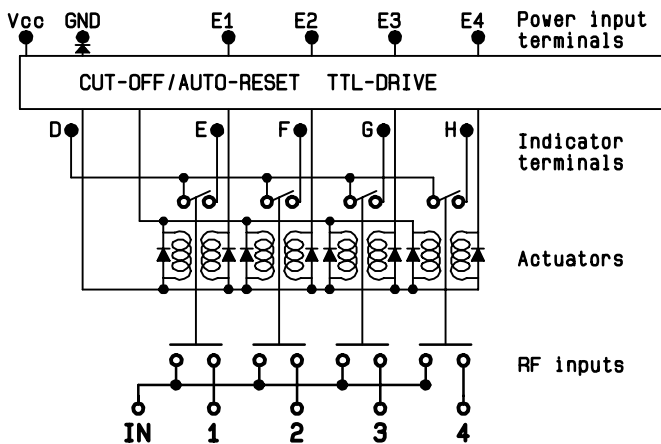 Vcc GND E1 E2 E3 E4 Power input
terminals
CUT-OFF/AUTO-RESET TTL-DRIVE
D E F G H Indicator
terminals
Actuators
RF inputs
IN 1 2 3 4